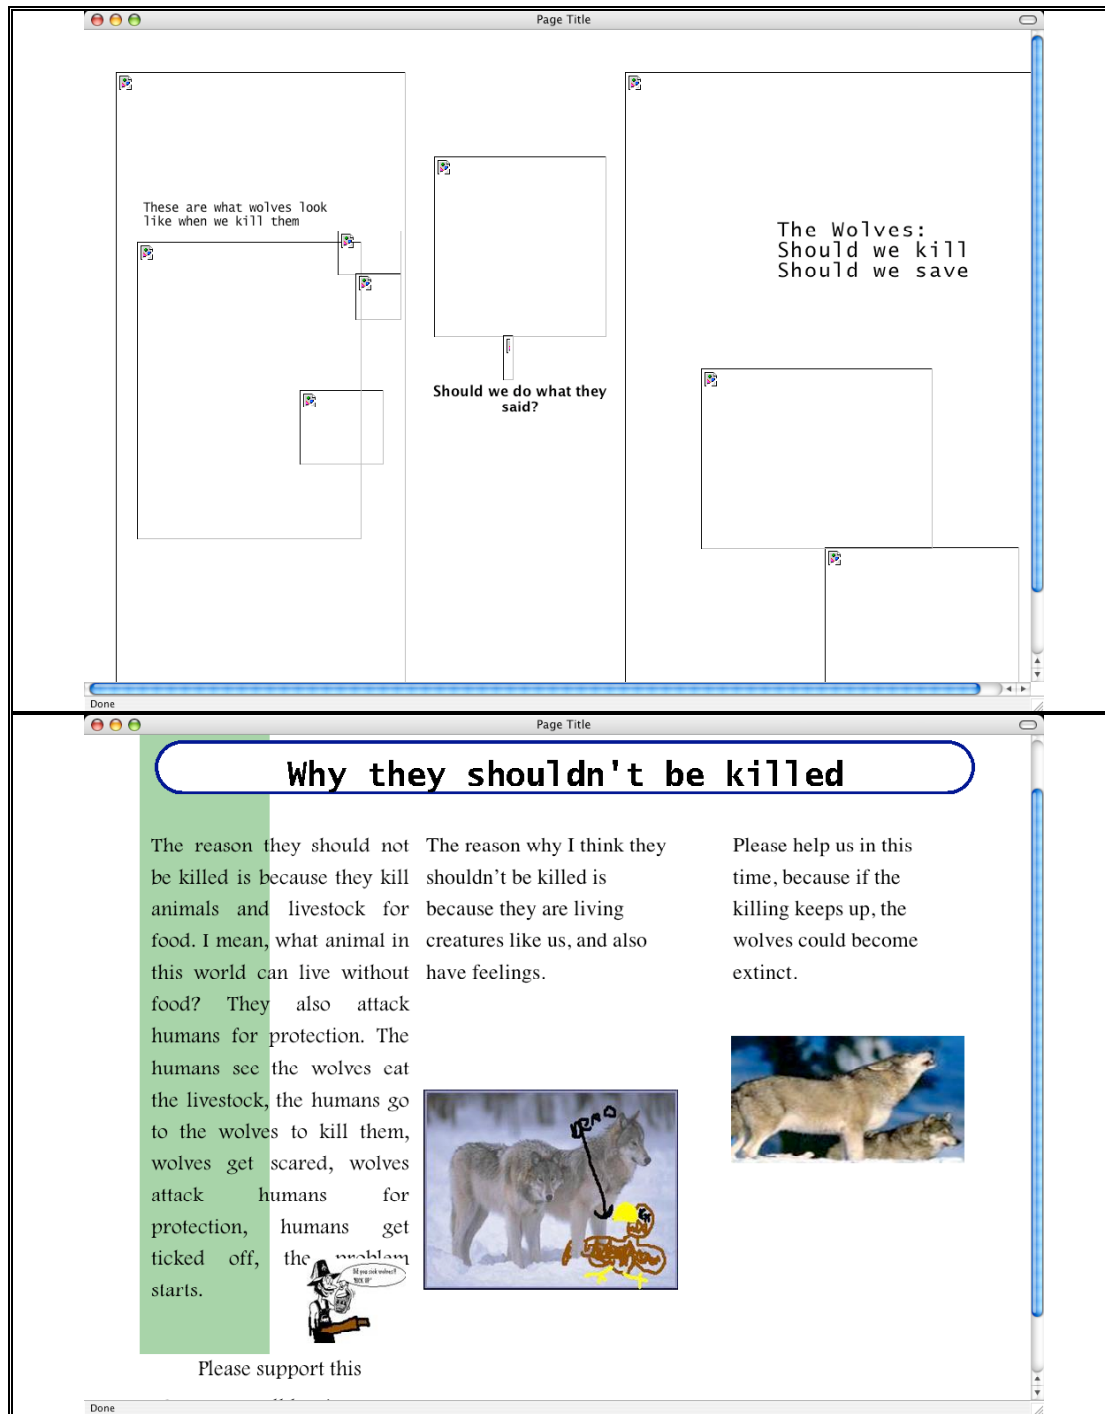 Page Title
These are what wolves look
like when we kill them
The Wolves:
Should we kill
Should we save
Should we do what they
said?
Done
Page Title
Why they shouldn't be killed
The reason they should not
be killed is because they kill
animals and livestock for
food. I mean, what animal in
this world can live without
food? They also attack
humans for protection. The
humans see the wolves eat
the livestock, the humans go
to the wolves to kill them,
wolves get scared, wolves
attack humans for
protection, humans get
ticked off, the problem
starts.
Please support this
The reason why I think they
shouldn't be killed is
because they are living
creatures like us, and also
have feelings.
Please help us in this
time, because if the
killing keeps up, the
wolves could become
extinct.
Done